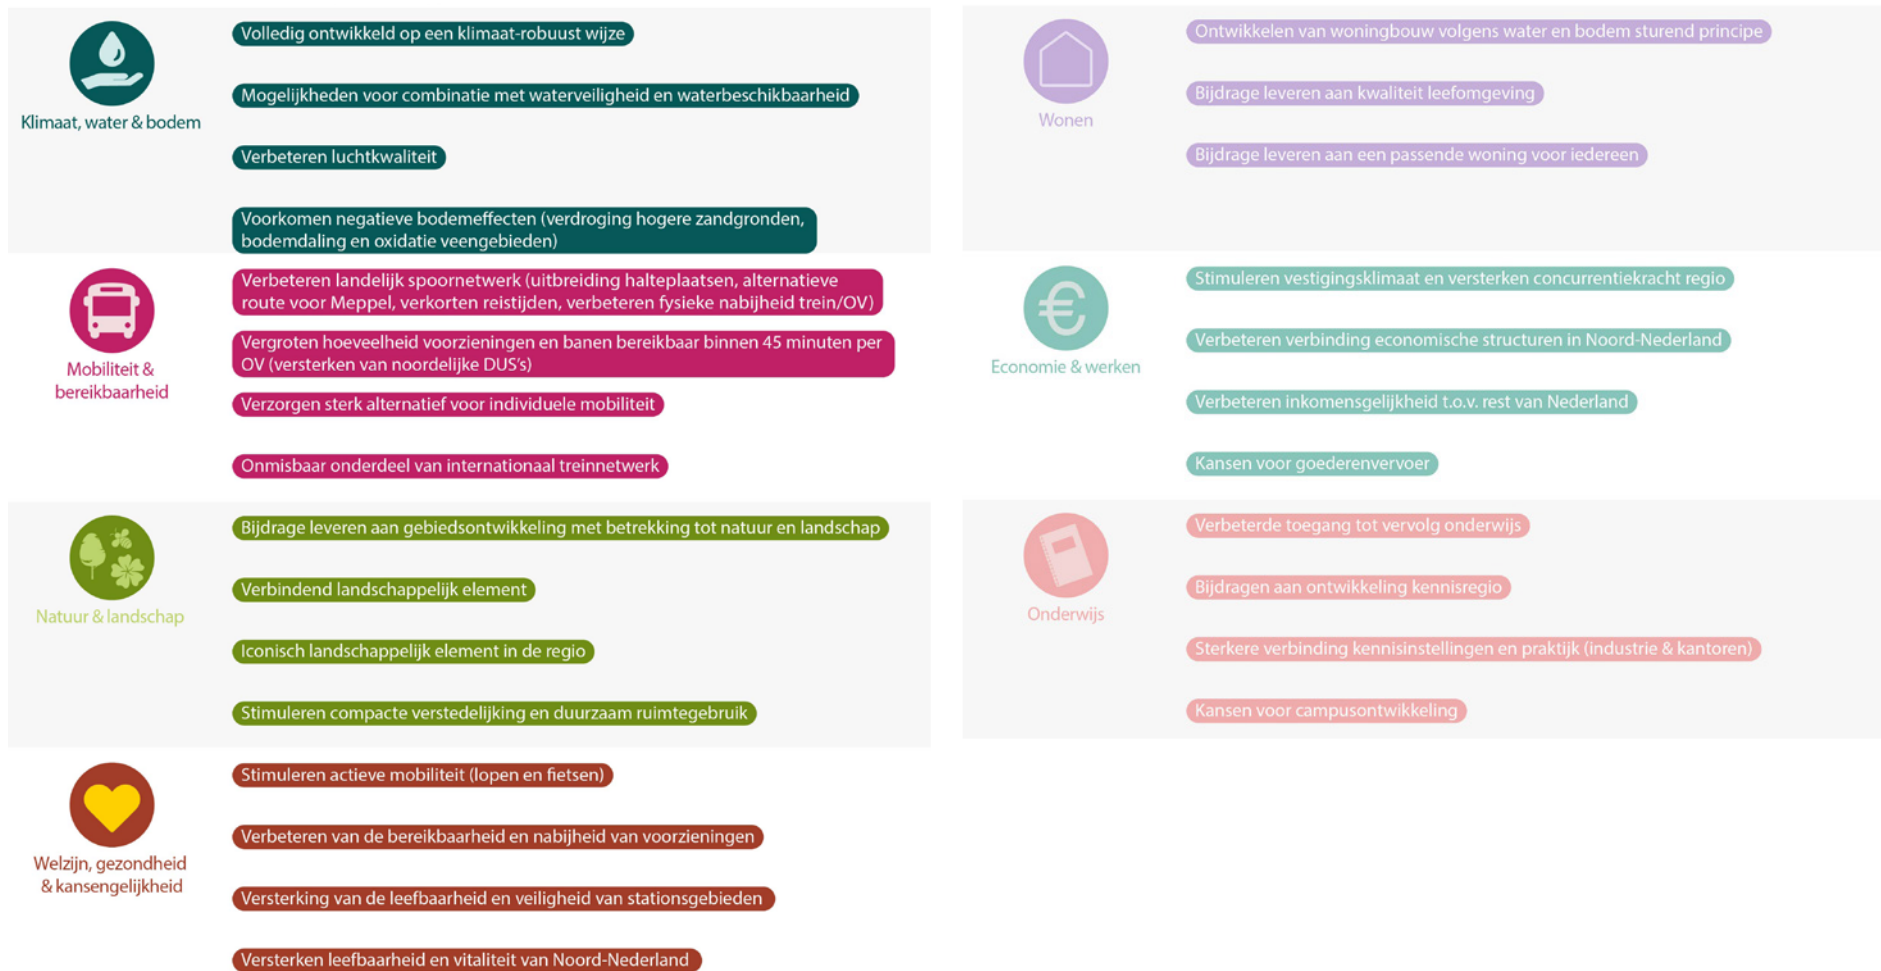 Klimaat, water & bodem
Volledig ontwikkeld op een klimaat-robuust wijze
Mogelijkheden voor combinatie met waterveiligheid en waterbeschikbaarheid
Verbeteren luchtkwaliteit
Voorkomen negatieve bodemeffecten (verdroging hogere zandgronden,
bodemdaling en oxidatie veengebieden)
Mobiliteit &
bereikbaarheid
Verbeteren landelijk spoornetwerk (uitbreiding halteplaatsen, alternatieve
route voor Meppel, verkorten reistijden, verbeteren fysieke nabijheid trein/OV)
Vergroten hoeveelheid voorzieningen en banen bereikbaar binnen 45 minuten per
OV (versterken van noordelijke DUS's)
Verzorgen sterk alternatief voor individuele mobiliteit
Onmisbaar onderdeel van internationaal treinnetwerk
Natuur & landschap
Bijdrage leveren aan gebiedsontwikkeling met betrekking tot natuur en landschap
Verbindend landschappelijk element
Iconisch landschappelijk element in de regio
Stimuleren compacte verstedelijking en duurzaam ruimtegebruik
Welzijn, gezondheid
& kansengelijkheid
Stimuleren actieve mobiliteit (lopen en fietsen)
Verbeteren van de bereikbaarheid en nabijheid van voorzieningen
Versterking van de leefbaarheid en veiligheid van stationsgebieden
Versterken leefbaarheid en vitaliteit van Noord-Nederland
Wonen
Ontwikkelen van woningbouw volgens water en bodem sturend principe
Bijdrage leveren aan kwaliteit leefomgeving
Bijdrage leveren aan een passende woning voor iedereen
Economie & werken
Stimuleren vestigingsklimaat en versterken concurrentiekracht regio
Verbeteren verbinding economische structuren in Noord-Nederland
Verbeteren inkomensgelijkheid t.o.v. rest van Nederland
Kansen voor goederenvervoer
Onderwijs
Verbeterde toegang tot vervolg onderwijs
Bijdragen aan ontwikkeling kennisregio
Sterkere verbinding kennisinstellingen en praktijk (industrie & kantoren)
Kansen voor campusontwikkeling